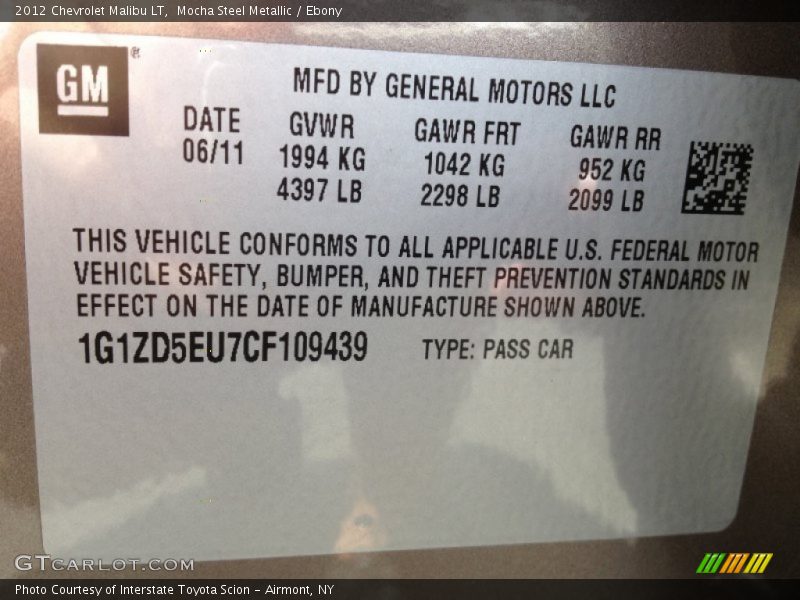 2012 Chevrolet Malibu LT, Mocha Steel Metallic / Ebony
GM®
MFD BY GENERAL MOTORS LLC
DATE GVWR GAWR FRT GAWR RR
06/11 1994 KG 1042 KG 952 KG
4397 LB 2298 LB 2099 LB
THIS VEHICLE CONFORMS TO ALL APPLICABLE U.S. FEDERAL MOTOR
VEHICLE SAFETY, BUMPER, AND THEFT PREVENTION STANDARDS IN
EFFECT ON THE DATE OF MANUFACTURE SHOWN ABOVE.
1G1ZD5EU7CF109439 TYPE: PASS CAR
GTCARLOT.COM
Photo Courtesy of Interstate Toyota Scion - Airmont, NY